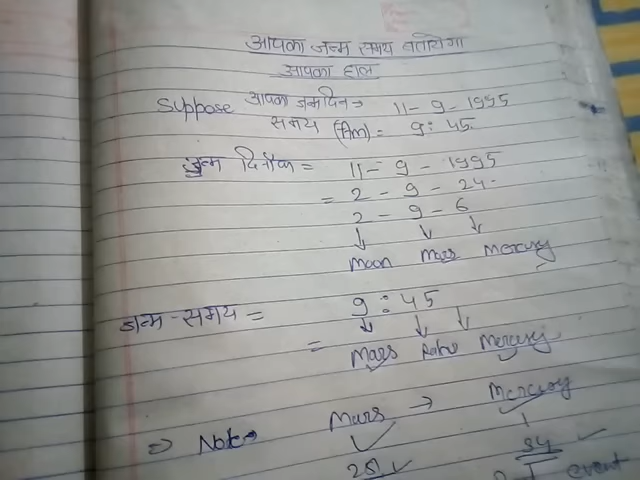 आपका जन्म समय बतायेगा
आपका हाल
Suppose आपका जन्मदिन => 11 - 9 - 1995
समय (Am) = 9:45
जन्म दिनाँक = 11 - 9 - 1995
= 2 - 9 - 24
2 - 9 - 6
↓ ↓ ↓
Moon Mars Mercury
जन्म - समय = 9 : 45
↓ ↓ ↓
= Mars Rahu Mercury
=> Note Mars → Mercury
event